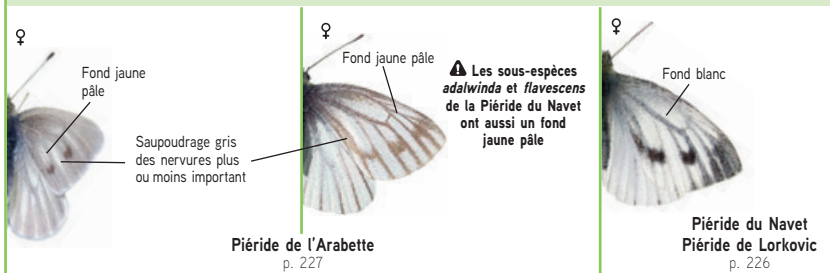 ♀
Fond jaune
pâle
Saupoudrage gris
des nervures plus
ou moins important
Fond jaune pâle
⚠ Les sous-espèces
adalwinda et flavescens
de la Piéride du Navet
ont aussi un fond
jaune pâle
Piéride de l'Arabette
p. 227
♀
Fond blanc
Piéride du Navet
Piéride de Lorkovic
p. 226